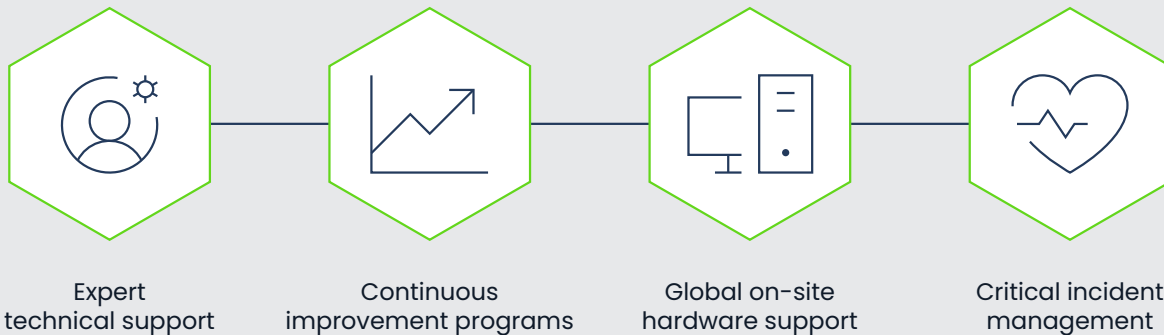 Expert
technical support
Continuous
improvement programs
Global on-site
hardware support
Critical incident
management